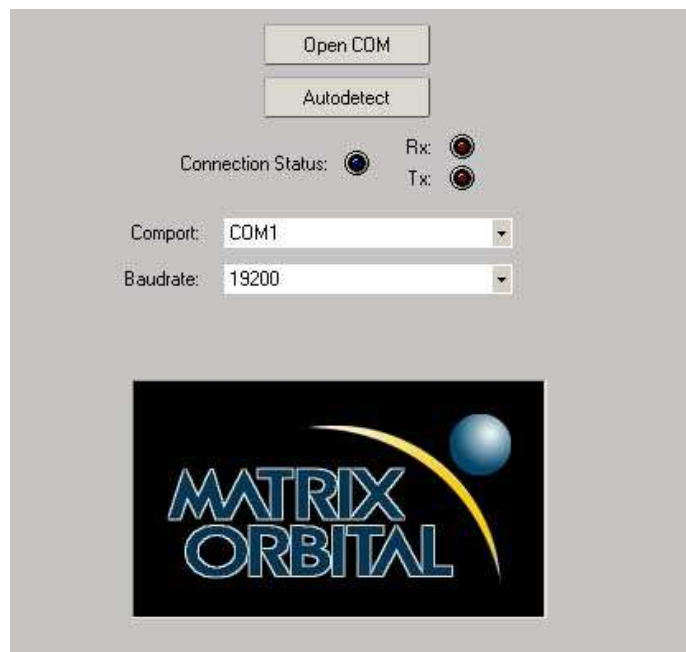 Open COM
Autodetect
Connection Status:
Rx:
Tx:
Comport: COM1
Baudrate: 19200
MATRIX
ORBITAL